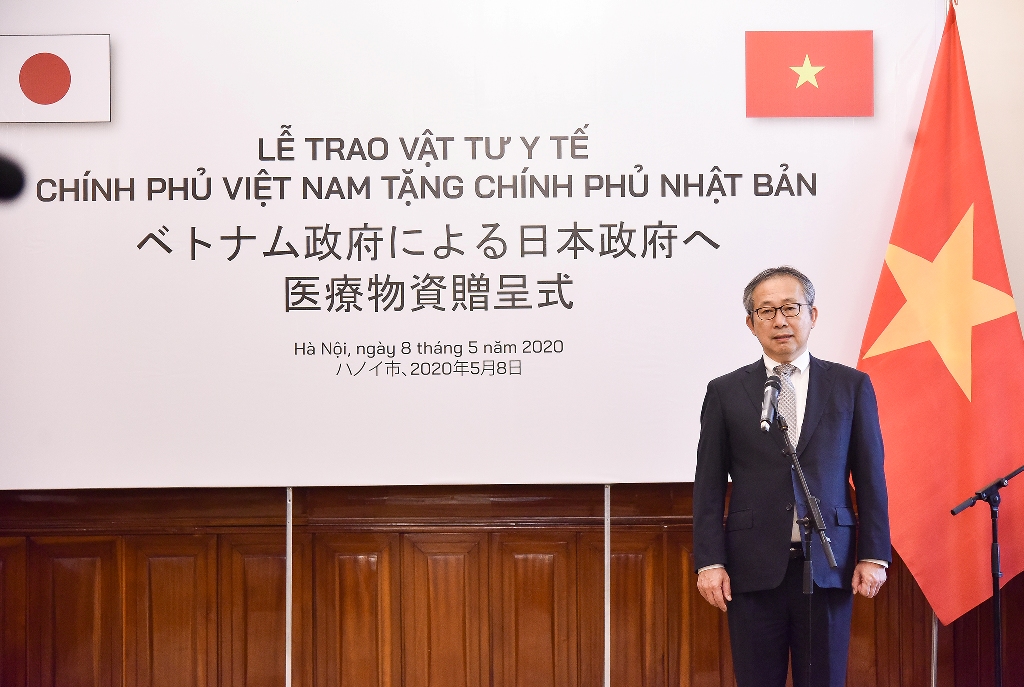 LỄ TRAO VẬT TƯ Y TẾ
CHÍNH PHỦ VIỆT NAM TẶNG CHÍNH PHỦ NHẬT BẢN
ベトナム政府による日本政府へ
医療物資贈呈式
Hà Nội, ngày 8 tháng 5 năm 2020
ハノイ市、2020年5月8日